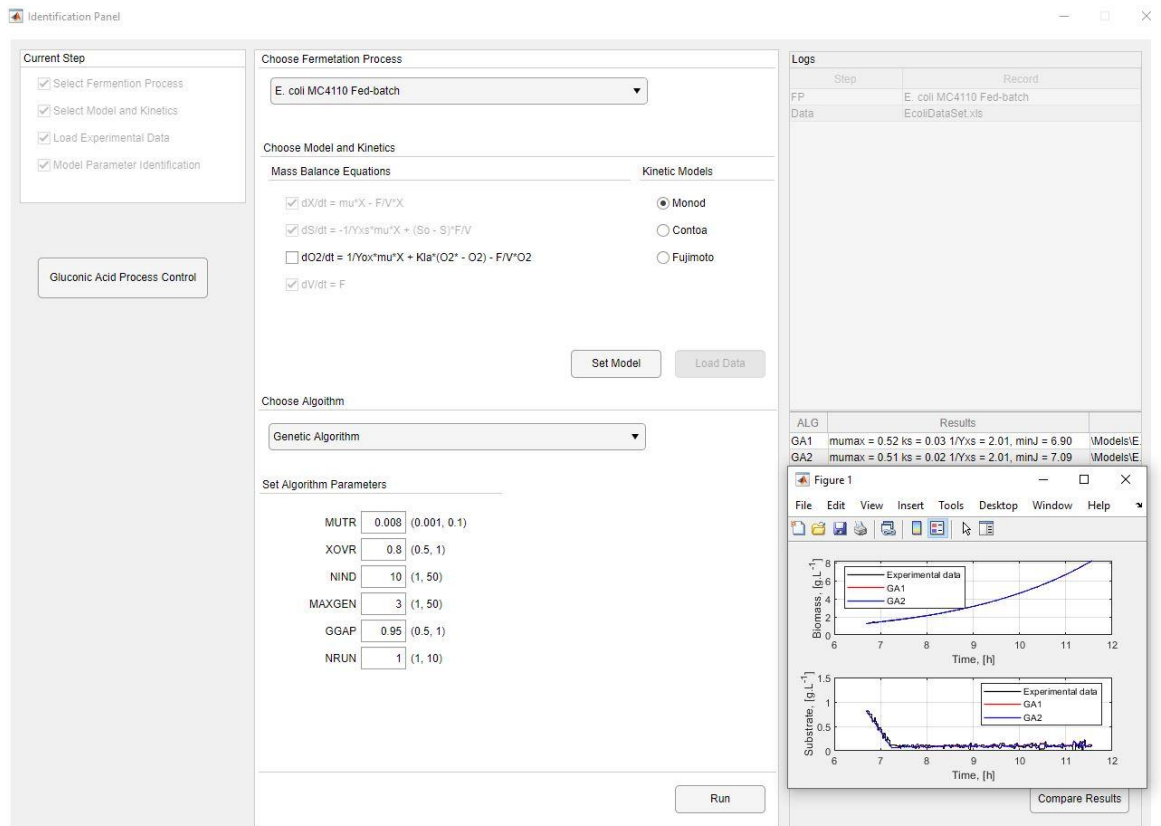 Identification Panel
Current Step
Select Fermention Process
Select Model and Kinetics
Load Experimental Data
Model Parameter Identification
Gluconic Acid Process Control
Choose Fermetation Process
E. coli MC4110 Fed-batch
Choose Model and Kinetics
Mass Balance Equations
Kinetic Models
dX/dt = mu*X - F/V*X
Monod
dS/dt = -1/Yxs*mu*X + (So - S)*F/V
Contoa
dO2/dt = 1/Yox*mu*X + Kla*(O2* - O2) - F/V*O2
Fujimoto
dV/dt = F
Set Model
Load Data
Choose Algoithm
Genetic Algorithm
Set Algorithm Parameters
MUTR 0.008 (0.001, 0.1)
XOVR 0.8 (0.5, 1)
NIND 10 (1, 50)
MAXGEN 3 (1, 50)
GGAP 0.95 (0.5, 1)
NRUN 1 (1, 10)
Run
Logs
Step Record
FP E. coli MC4110 Fed-batch
Data EcoliDataSet.xls
ALG Results
GA1 mumax = 0.52 ks = 0.03 1/Yxs = 2.01, minJ = 6.90 \Models\E.
GA2 mumax = 0.51 ks = 0.02 1/Yxs = 2.01, minJ = 7.09 \Models\E.
Figure 1
File Edit View Insert Tools Desktop Window Help
Biomass, [g.L-1]
8
6
4
2
0
Experimental data
GA1
GA2
6 7 8 9 10 11 12
Time, [h]
Substrate, [g.L-1]
1.5
1
0.5
0
Experimental data
GA1
GA2
6 7 8 9 10 11 12
Time, [h]
Compare Results